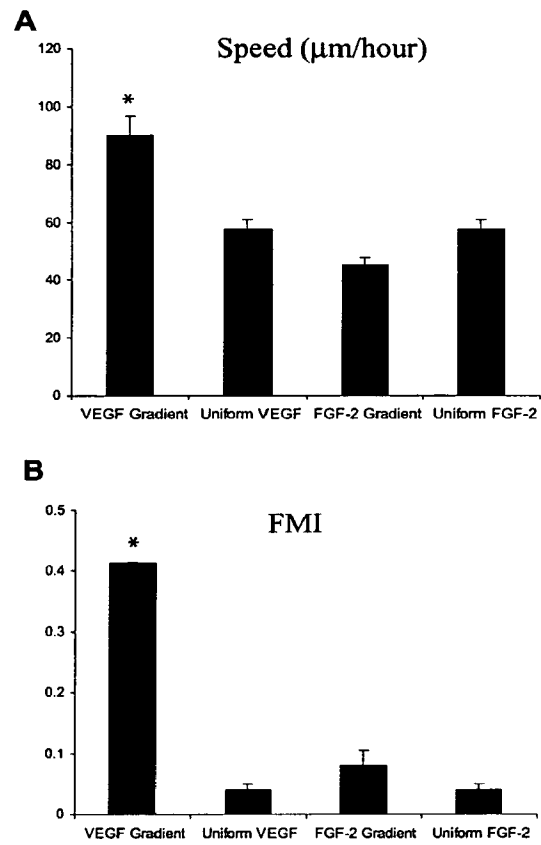 A
Speed (μm/hour)
120
100
80
60
40
20
0
*
VEGF Gradient Uniform VEGF FGF-2 Gradient Uniform FGF-2
B
FMI
0.5
0.4
0.3
0.2
0.1
0
*
VEGF Gradient Uniform VEGF FGF-2 Gradient Uniform FGF-2